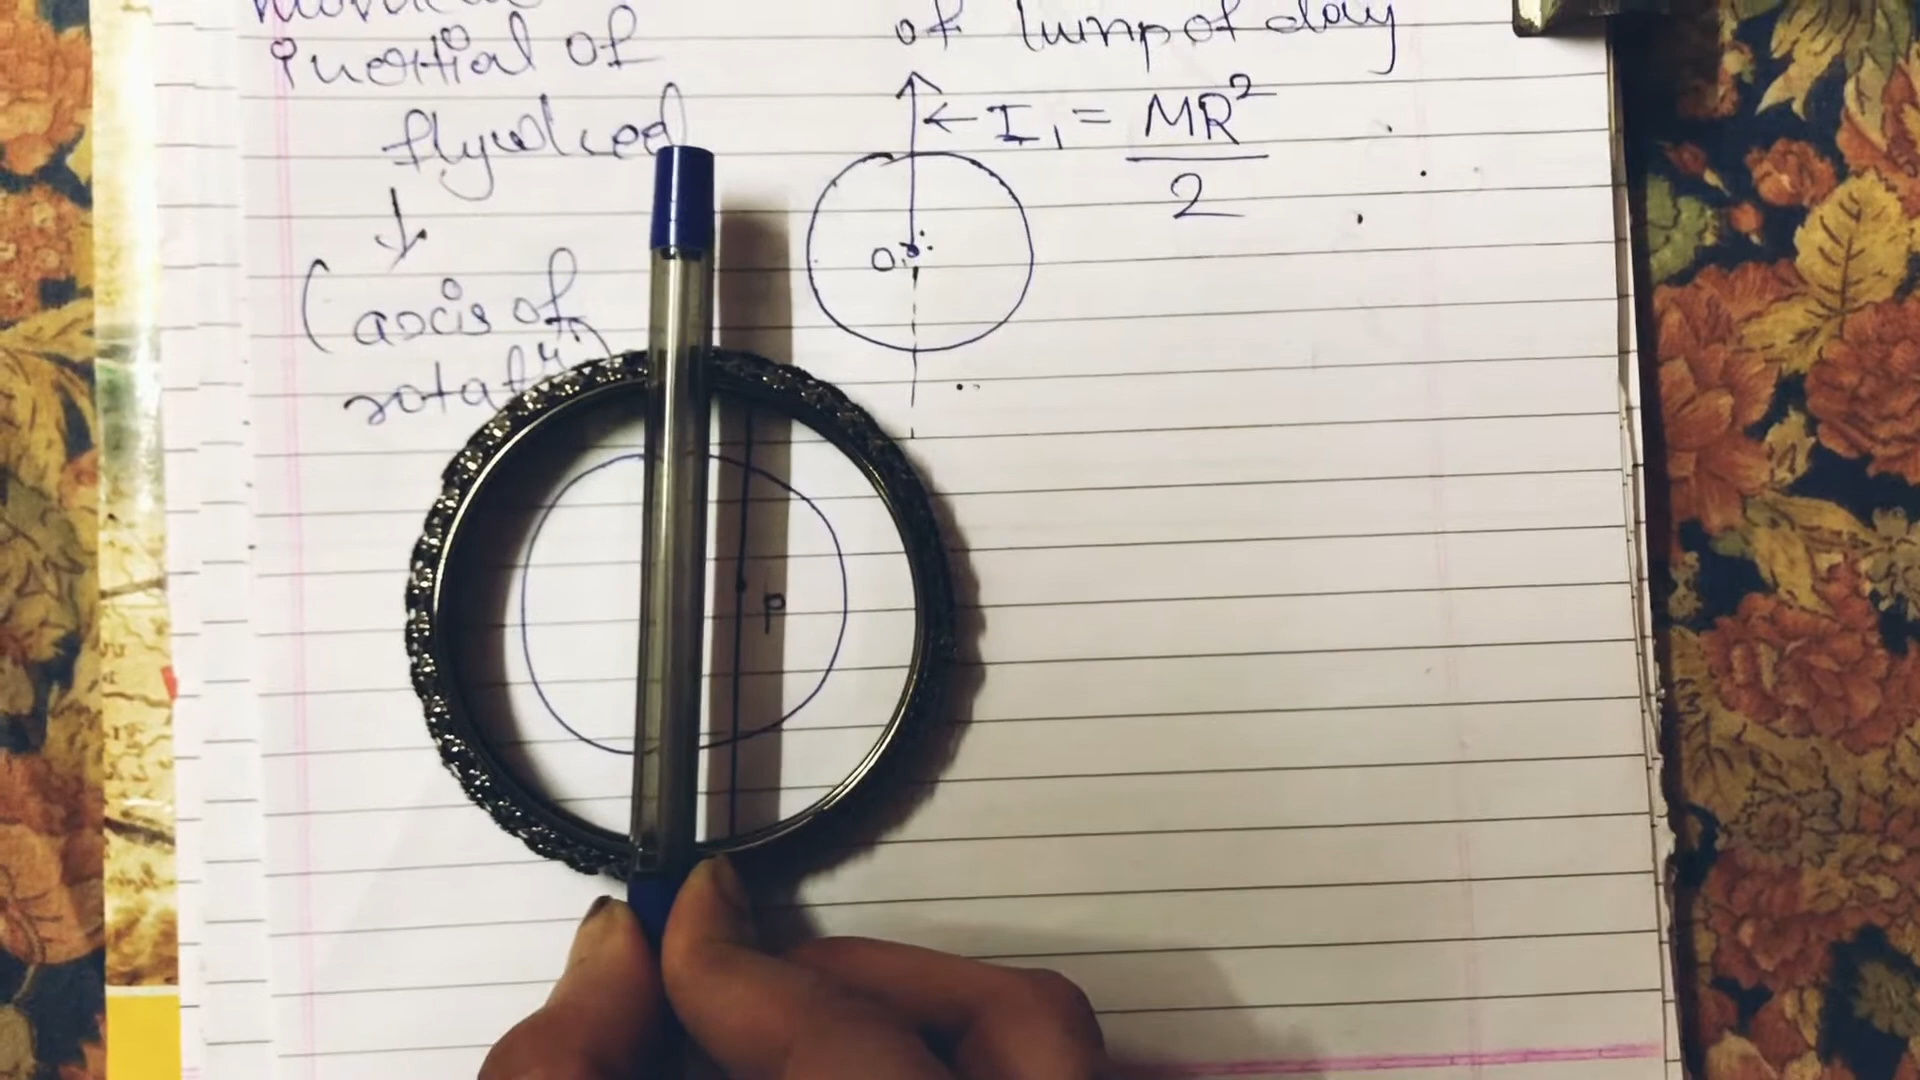 inertial of
flywheel
(axis of
rotatn)
of lump of clay
← I₁ = MR²
2
O
P